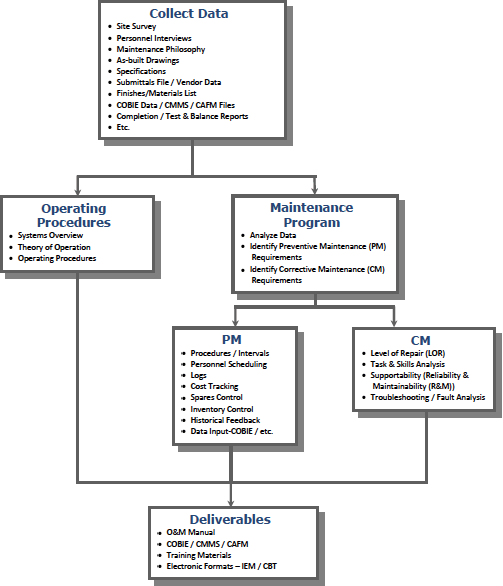 Collect Data
• Site Survey
• Personnel Interviews
• Maintenance Philosophy
• As-built Drawings
• Specifications
• Submittals File / Vendor Data
• Finishes/Materials List
• COBIE Data / CMMS / CAFM Files
• Completion / Test & Balance Reports
• Etc.
Operating
Procedures
• Systems Overview
• Theory of Operation
• Operating Procedures
Maintenance
Program
• Analyze Data
• Identify Preventive Maintenance (PM)
Requirements
• Identify Corrective Maintenance (CM)
Requirements
PM
• Procedures / Intervals
• Personnel Scheduling
• Logs
• Cost Tracking
• Spares Control
• Inventory Control
• Historical Feedback
• Data Input-COBIE / etc.
CM
• Level of Repair (LOR)
• Task & Skills Analysis
• Supportability (Reliability &
Maintainability (R&M))
• Troubleshooting / Fault Analysis
Deliverables
• O&M Manual
• COBIE / CMMS / CAFM
• Training Materials
• Electronic Formats – IEM / CBT